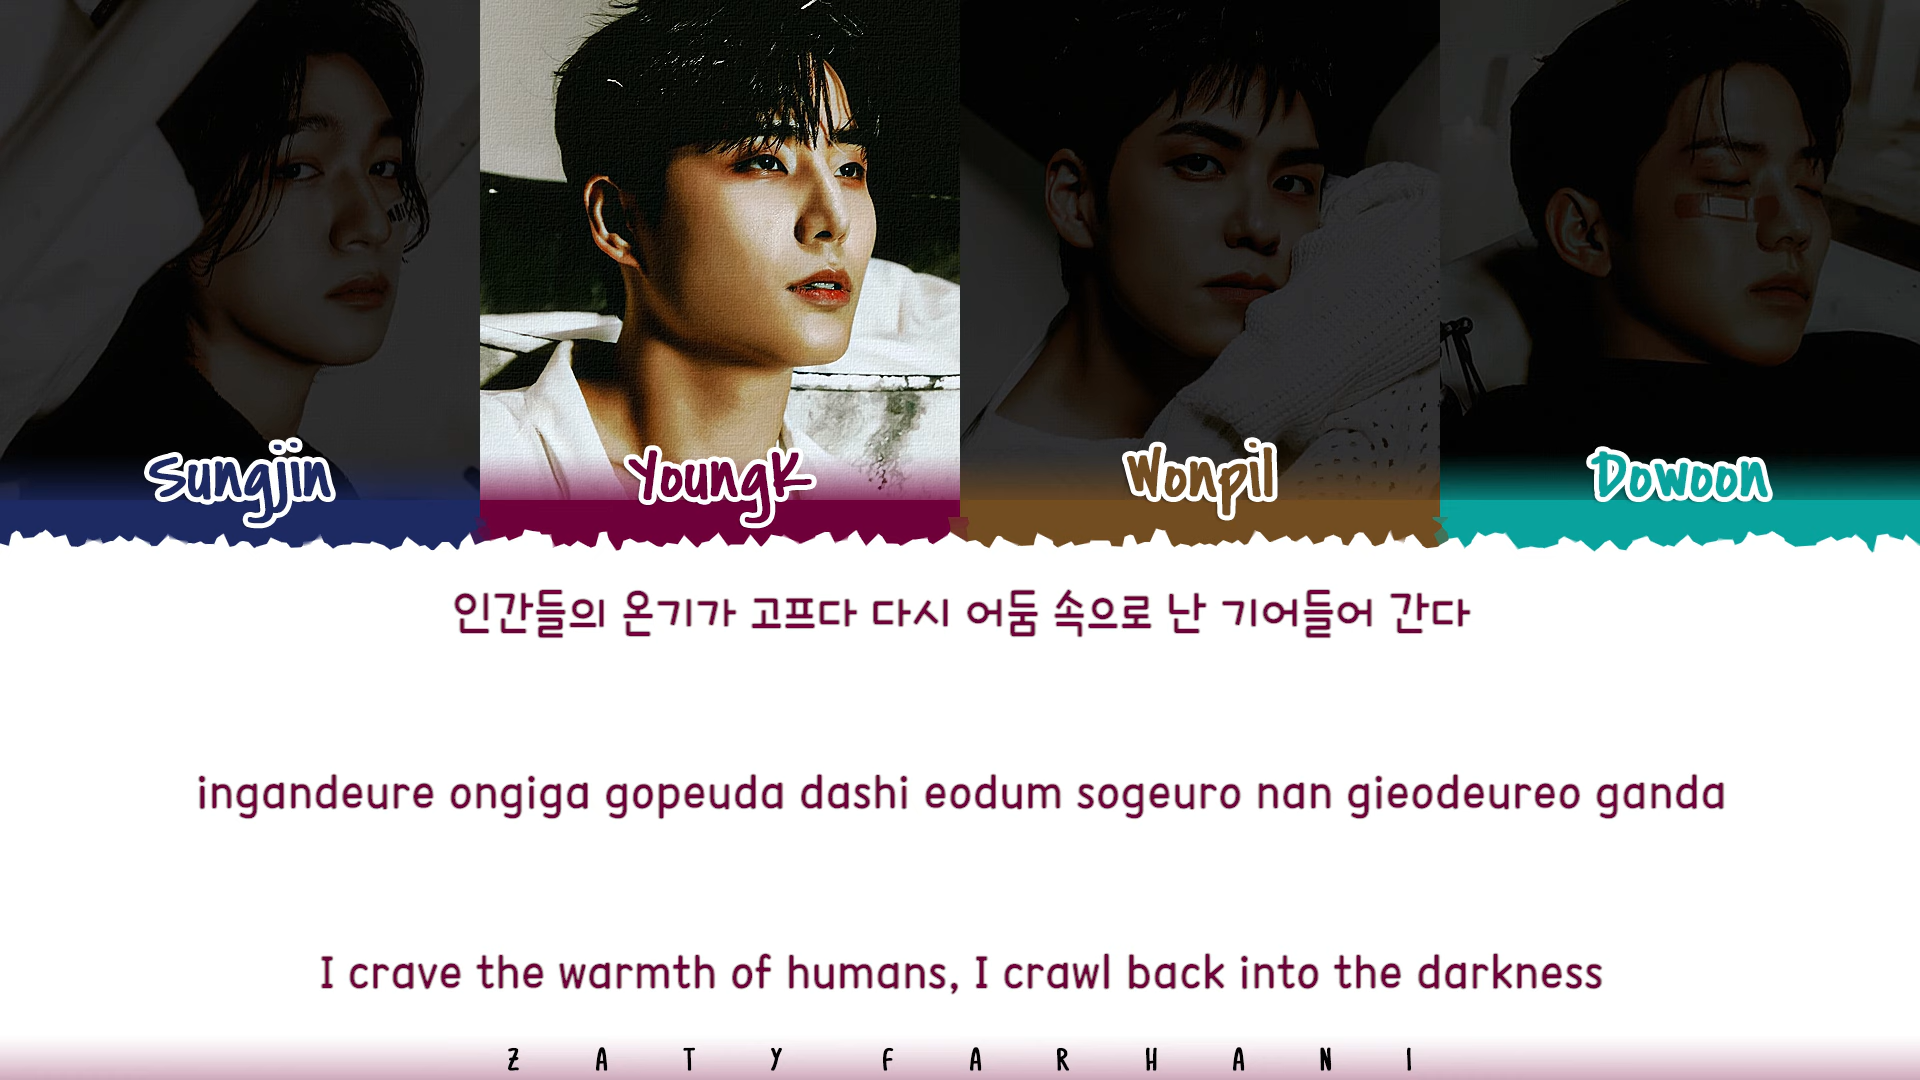 Sungjin
YoungK
Wonpil
Dowoon
인간들의 온기가 고프다 다시 어둠 속으로 난 기어들어 간다
ingandeure ongiga gopeuda dashi eodum sogeuro nan gieodeureo ganda
I crave the warmth of humans, I crawl back into the darkness
ZATY FARHANI